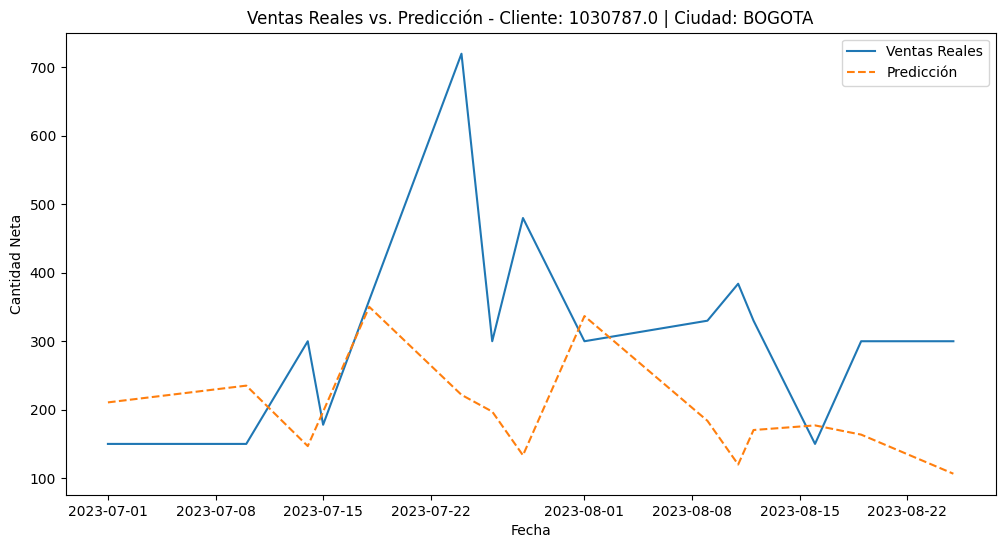 Ventas Reales vs. Predicción - Cliente: 1030787.0 | Ciudad: BOGOTA
Ventas Reales
Predicción
700
600
500
400
300
200
100
Cantidad Neta
2023-07-01 2023-07-08 2023-07-15 2023-07-22 2023-08-01 2023-08-08 2023-08-15 2023-08-22
Fecha